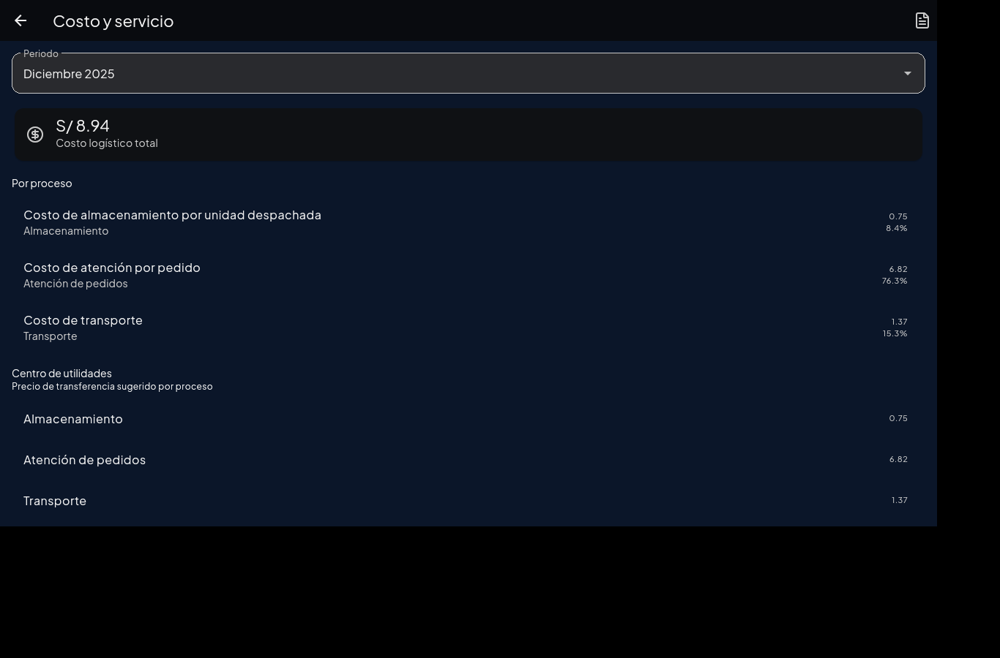 Costo y servicio
Periodo
Diciembre 2025
S/ 8.94
Costo logístico total
Por proceso
Costo de almacenamiento por unidad despachada
0.75
Almacenamiento
8.4%
Costo de atención por pedido
6.82
Atención de pedidos
76.3%
Costo de transporte
1.37
Transporte
15.3%
Centro de utilidades
Precio de transferencia sugerido por proceso
Almacenamiento
0.75
Atención de pedidos
6.82
Transporte
1.37